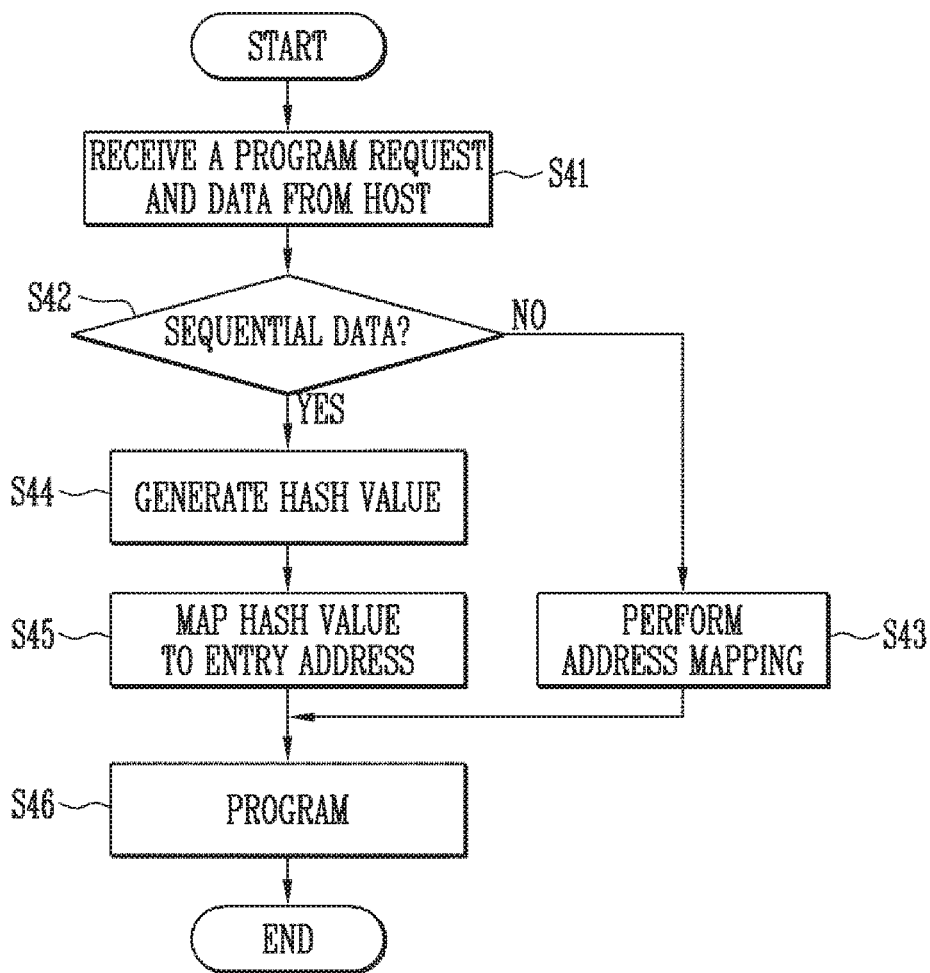 START
RECEIVE A PROGRAM REQUEST
AND DATA FROM HOST
S41
S42
SEQUENTIAL DATA?
NO
YES
S44
GENERATE HASH VALUE
S45
MAP HASH VALUE
TO ENTRY ADDRESS
PERFORM
ADDRESS MAPPING
S43
S46
PROGRAM
END